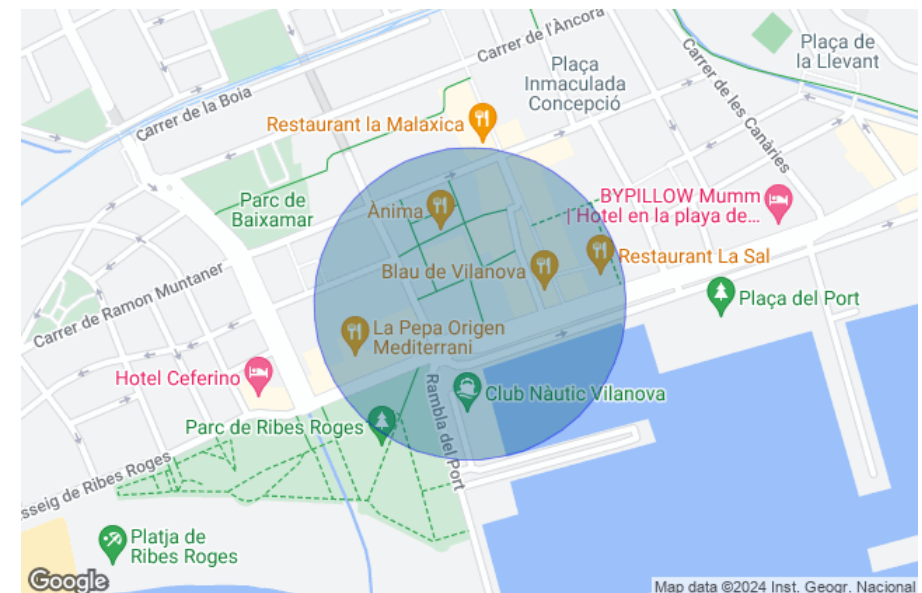 Carrer de l'Àncora
Plaça de
la Llevant
Plaça
Inmaculada
Concepció
Carrer de les Canàries
Carrer de la Boia
Restaurant la Malaxica
Parc de
Baixamar
Ànima
BYPILLOW Mumm
| Hotel en la playa de...
Restaurant La Sal
Blau de Vilanova
Carrer de Ramon Muntaner
Plaça del Port
La Pepa Origen
Mediterrani
Hotel Ceferino
Club Nàutic Vilanova
Rambla del Port
Parc de Ribes Roges
sseig de Ribes Roges
Platja de
Ribes Roges
Google
Map data ©2024 Inst. Geogr. Nacional